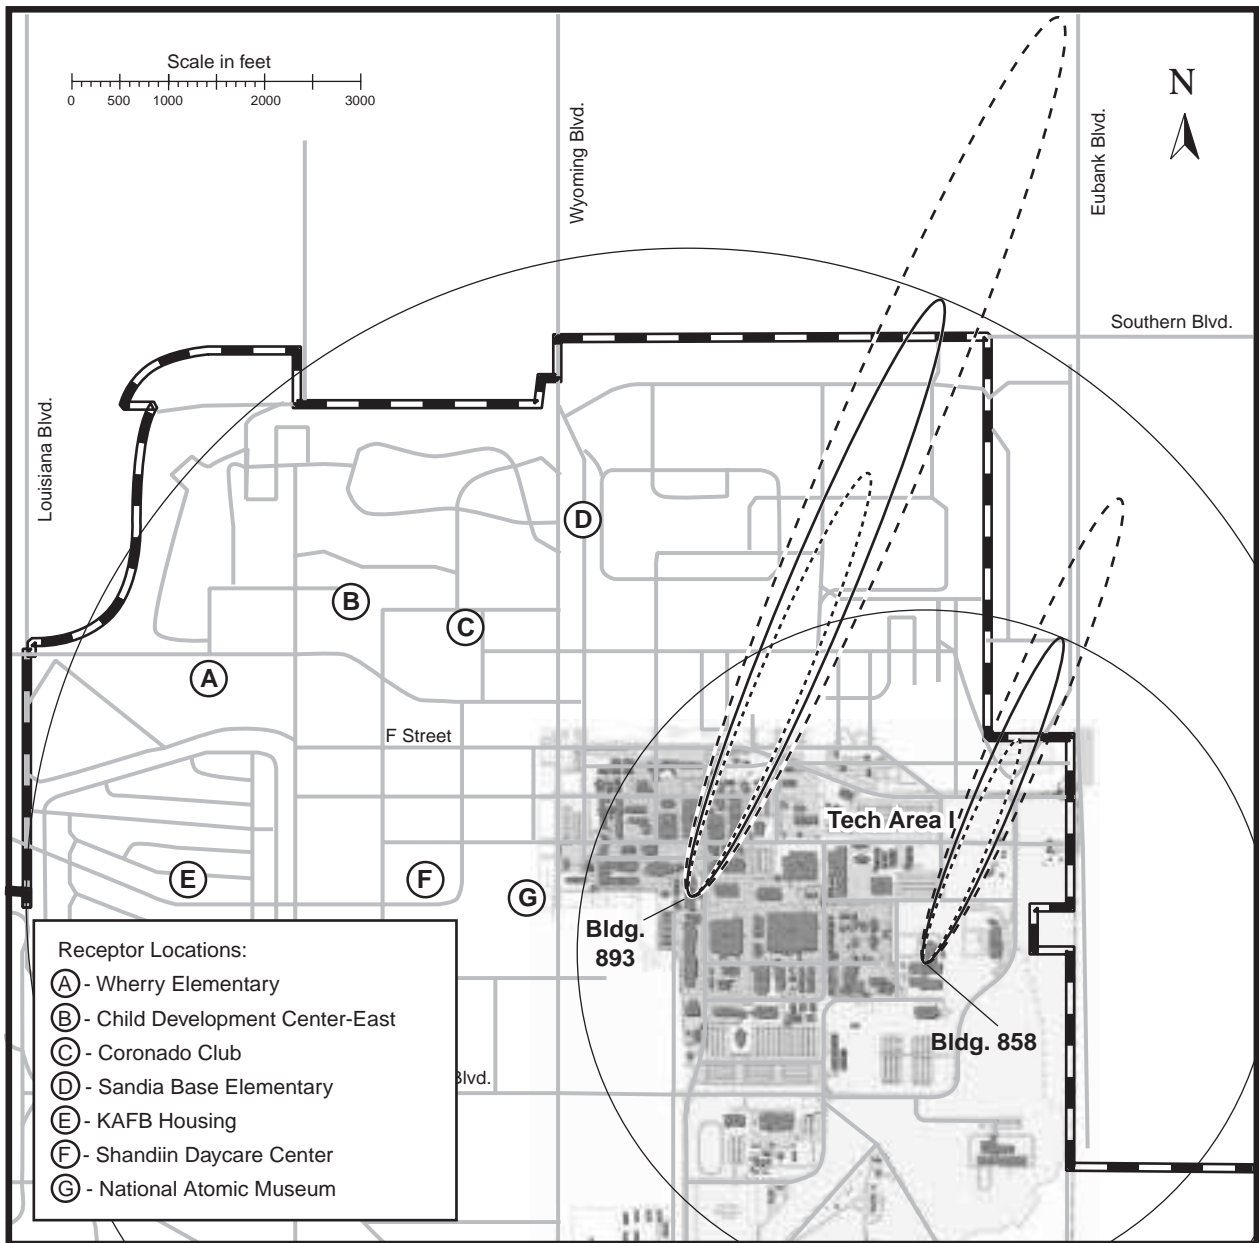 Scale in feet
0 500 1000 2000 3000
N
Wyoming Blvd.
Eubank Blvd.
Southern Blvd.
Louisiana Blvd.
D
B
C
A
F Street
Tech Area I
E
F
G
Bldg.
893
Bldg. 858
Blvd.
Receptor Locations:
A - Wherry Elementary
B - Child Development Center-East
C - Coronado Club
D - Sandia Base Elementary
E - KAFB Housing
F - Shandiin Daycare Center
G - National Atomic Museum